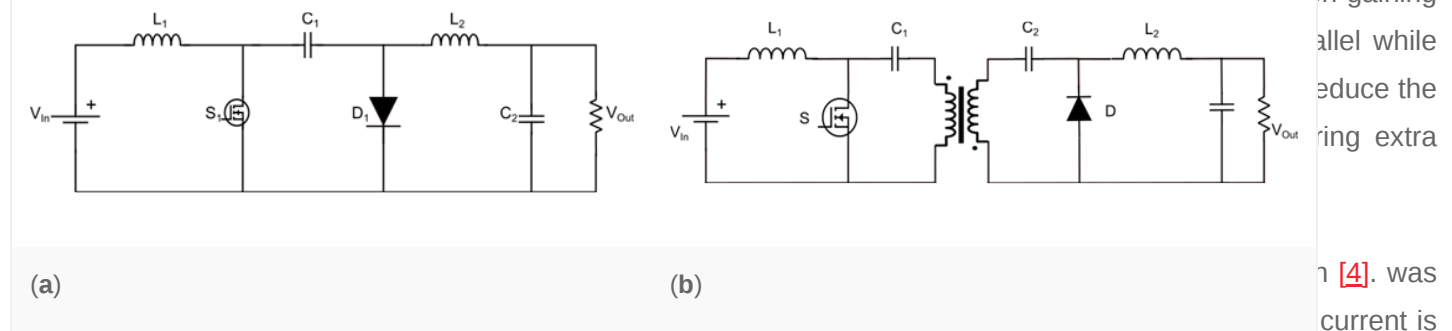 gaining
L1 C1 L2
L1 C1 C2 L2
allel while
educe the
VIn + S1 D1 C2 VOut
VIn + S D VOut
ring extra
(a) (b)
[4]. was
current is